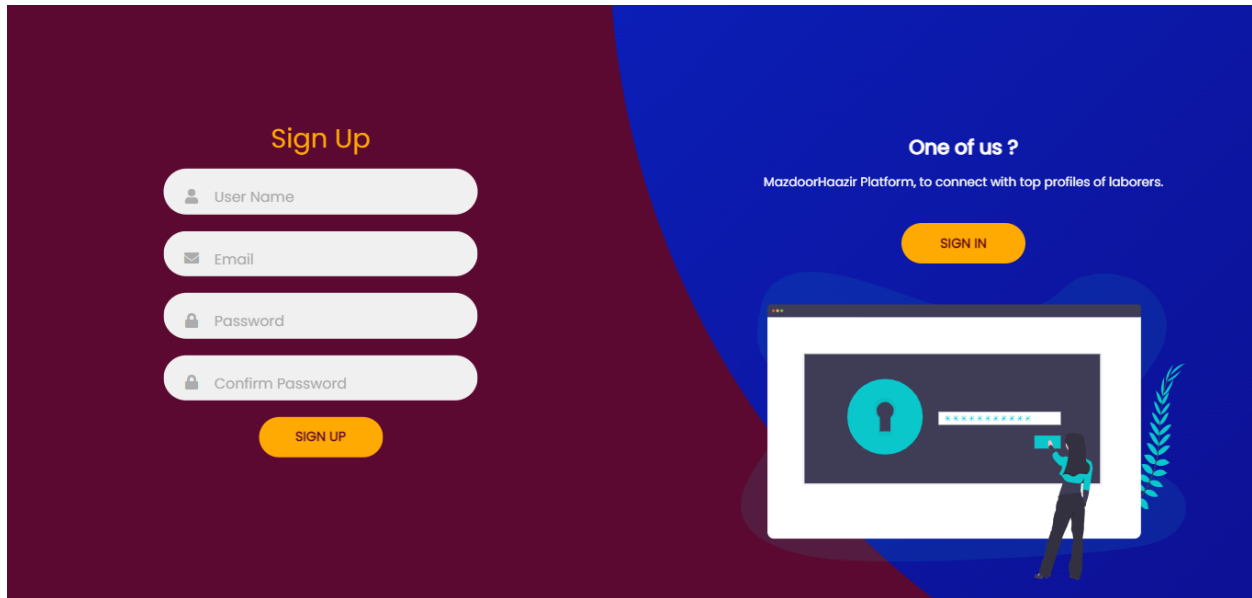 Sign Up
User Name
Email
Password
Confirm Password
SIGN UP
One of us ?
MazdoorHaazir Platform, to connect with top profiles of laborers.
SIGN IN
***********